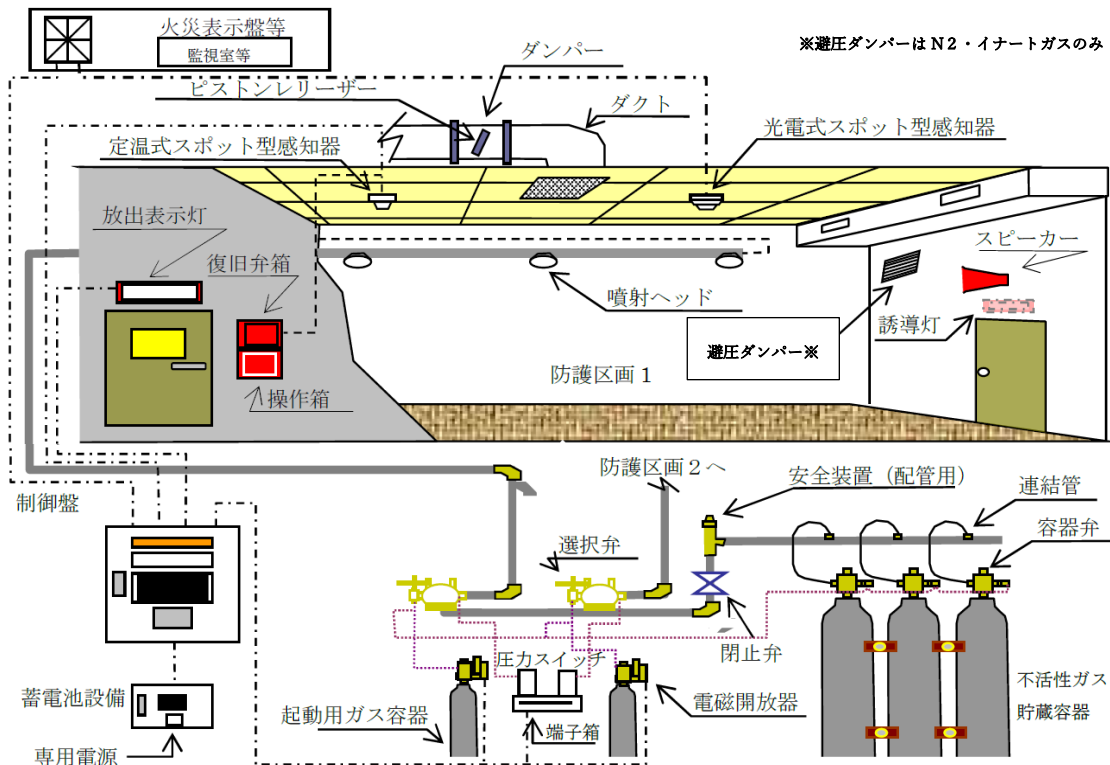 火災表示盤等
監視室等
※避圧ダンパーはＮ２・イナートガスのみ
ダンパー
ピストンレリーザー
ダクト
定温式スポット型感知器
光電式スポット型感知器
放出表示灯
復旧弁箱
スピーカー
噴射ヘッド
誘導灯
避圧ダンパー※
防護区画１
操作箱
防護区画２へ
安全装置（配管用）
連結管
制御盤
容器弁
選択弁
閉止弁
圧力スイッチ
不活性ガス
貯蔵容器
蓄電池設備
電磁開放器
起動用ガス容器
端子箱
専用電源